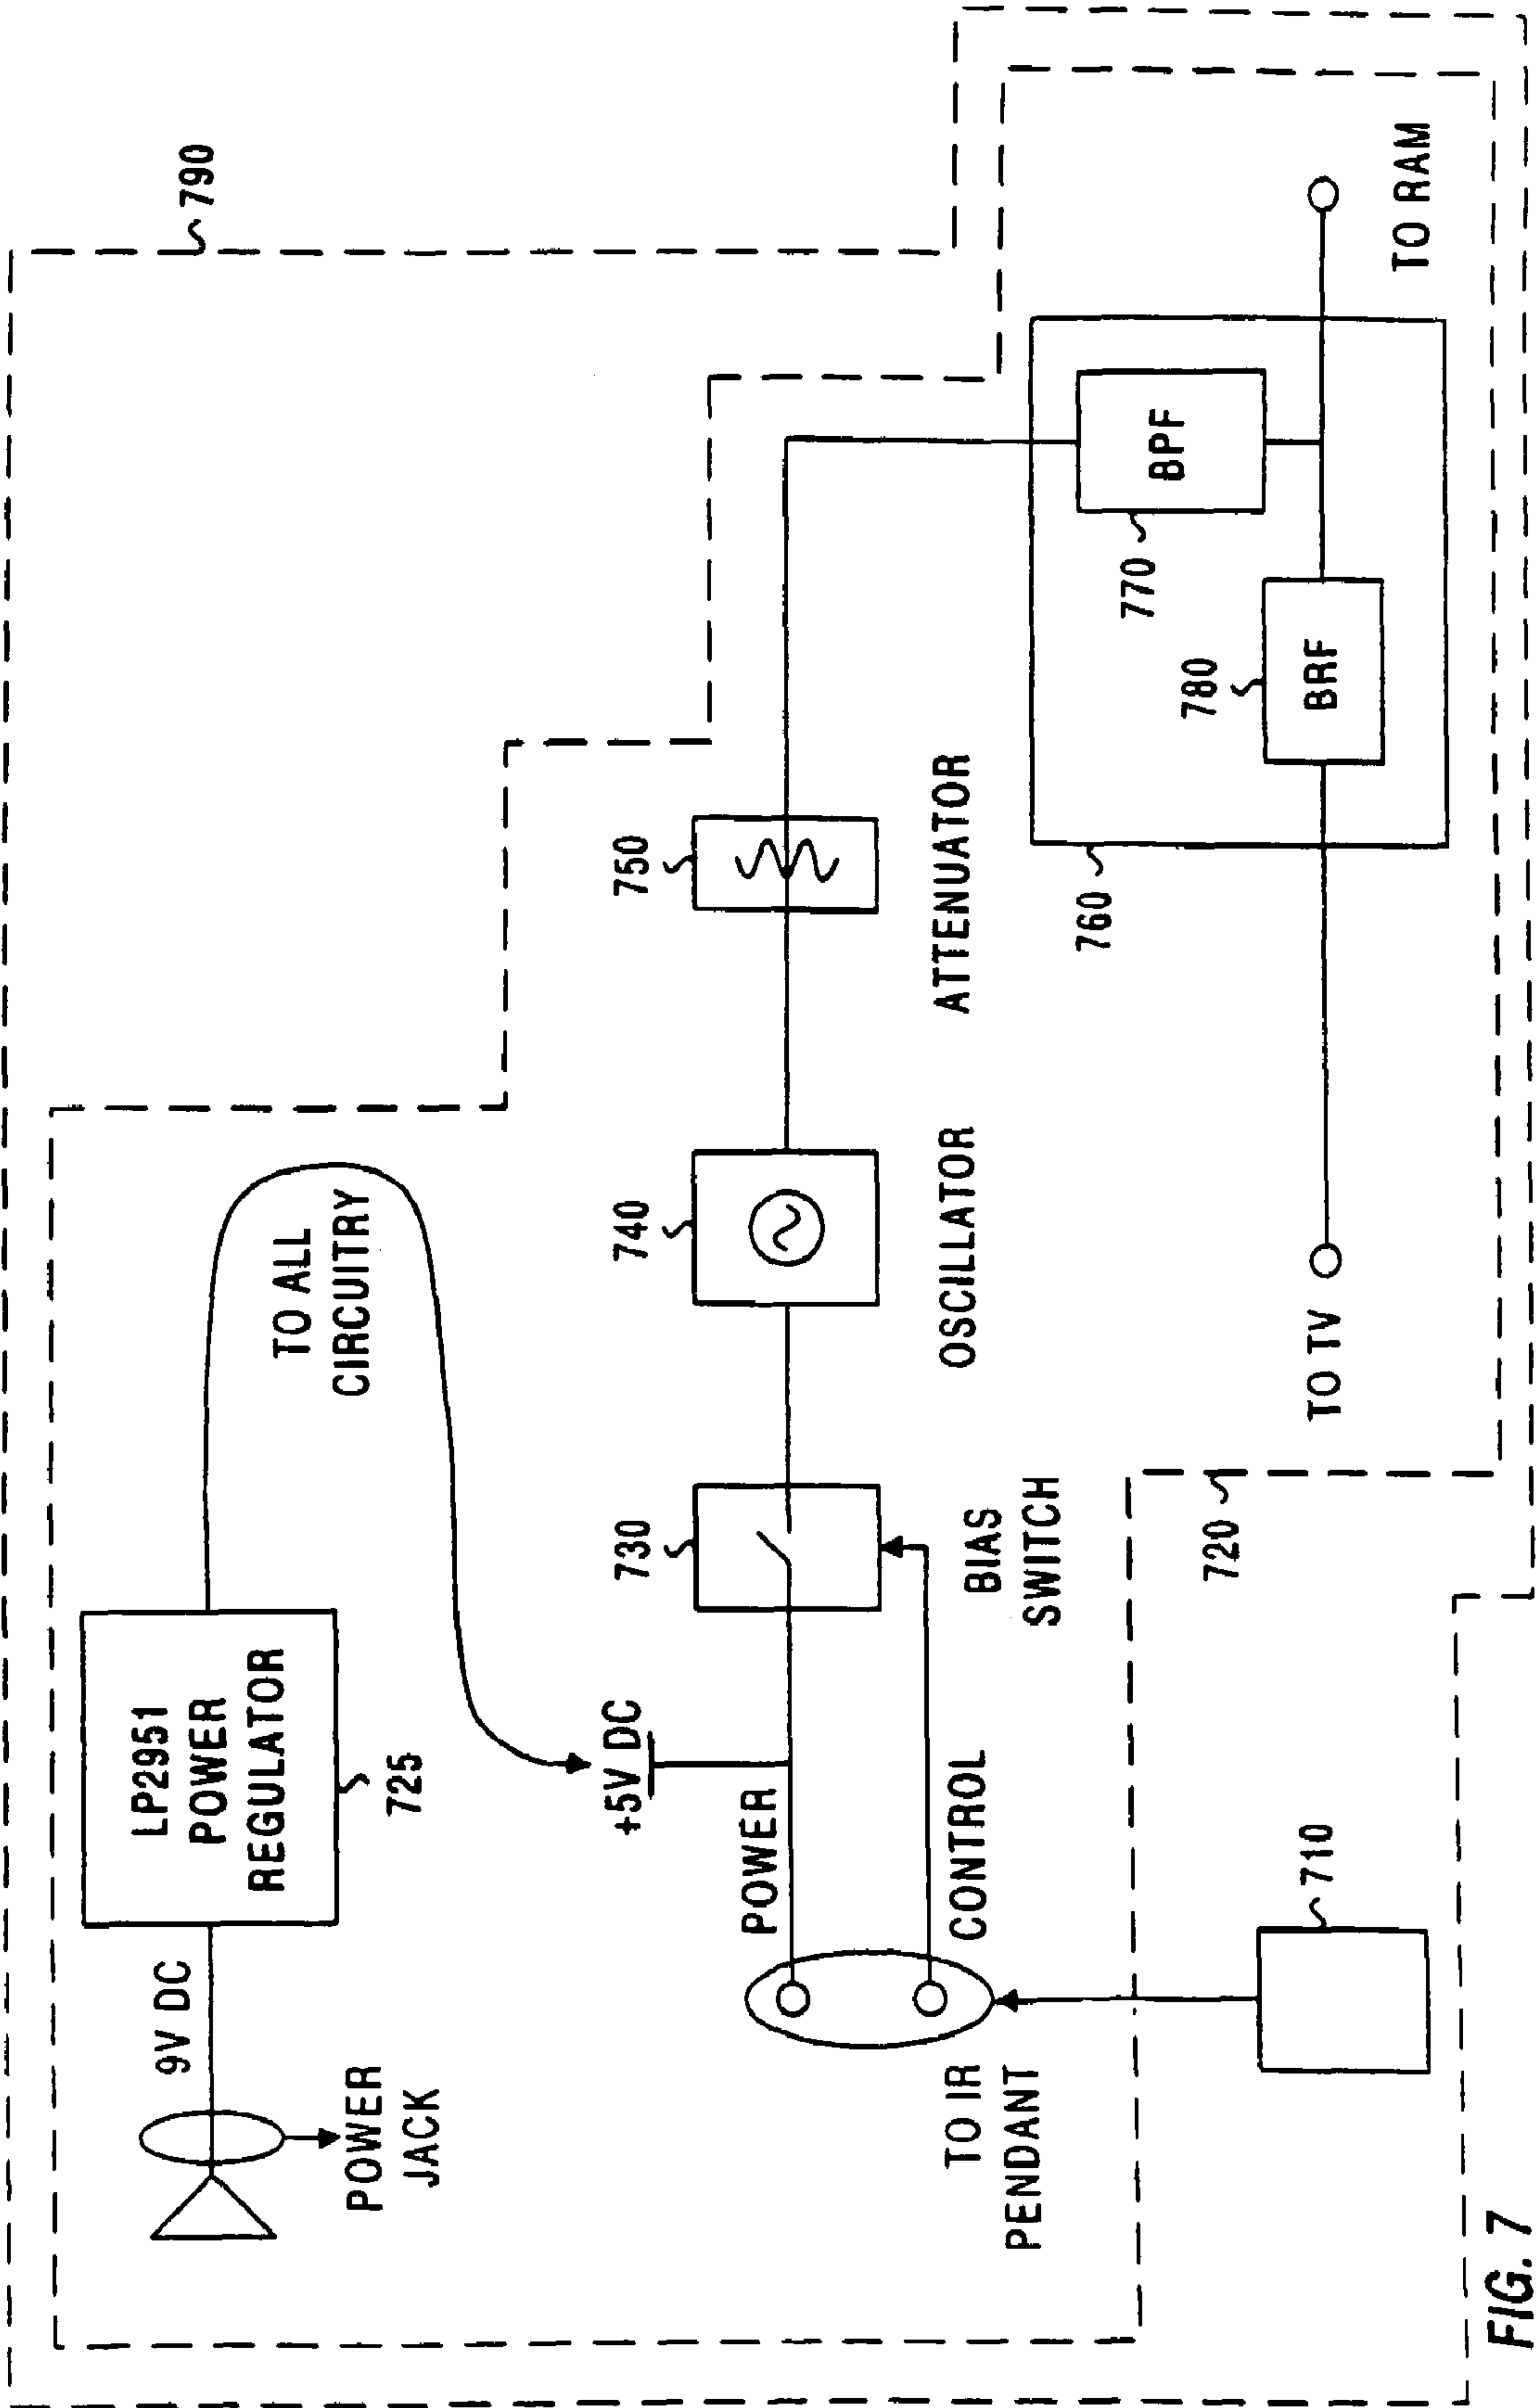 790
9V DC
POWER
JACK
LP2951
POWER
REGULATOR
725
TO ALL
CIRCUITRY
+5V DC
POWER
CONTROL
TO IR
PENDANT
710
730
BIAS
SWITCH
740
OSCILLATOR
750
ATTENUATOR
720
TO TV
760
770
BPF
780
BRF
TO RAM
FIG. 7